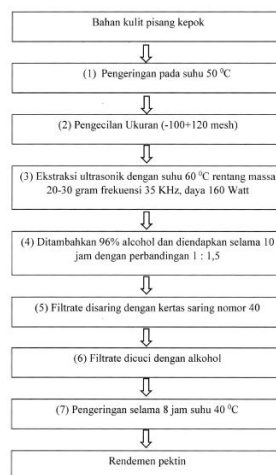 Bahan kulit pisang kepok
(1) Pengeringan pada suhu 50 ⁰C
(2) Pengecilan Ukuran (-100+120 mesh)
(3) Ekstraksi ultrasonik dengan suhu 60 ⁰C rentang massa
20-30 gram frekuensi 35 KHz, daya 160 Watt
(4) Ditambahkan 96% alcohol dan diendapkan selama 10
jam dengan perbandingan 1 : 1,5
(5) Filtrate disaring dengan kertas saring nomor 40
(6) Filtrate dicuci dengan alkohol
(7) Pengeringan selama 8 jam suhu 40 ⁰C
Rendemen pektin